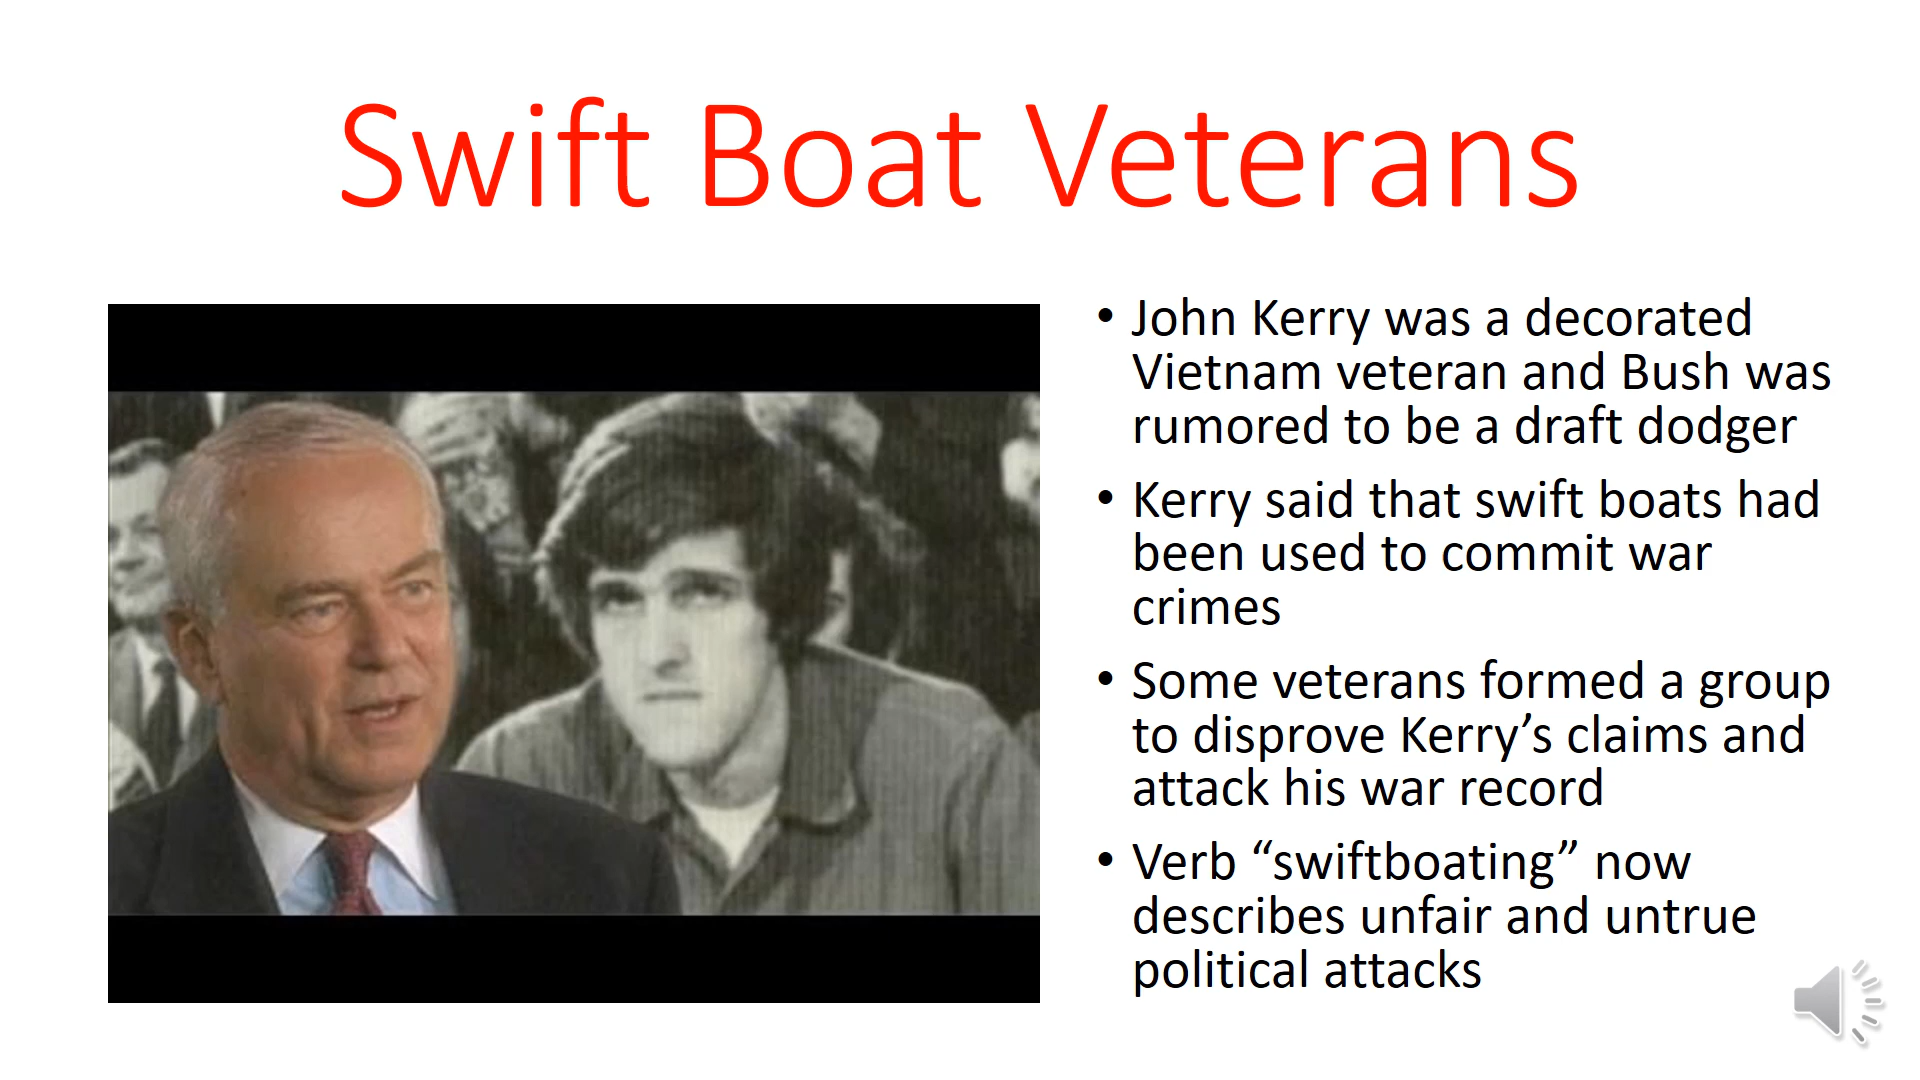 Swift Boat Veterans
• John Kerry was a decorated
Vietnam veteran and Bush was
rumored to be a draft dodger
• Kerry said that swift boats had
been used to commit war
crimes
• Some veterans formed a group
to disprove Kerry’s claims and
attack his war record
• Verb “swiftboating” now
describes unfair and untrue
political attacks